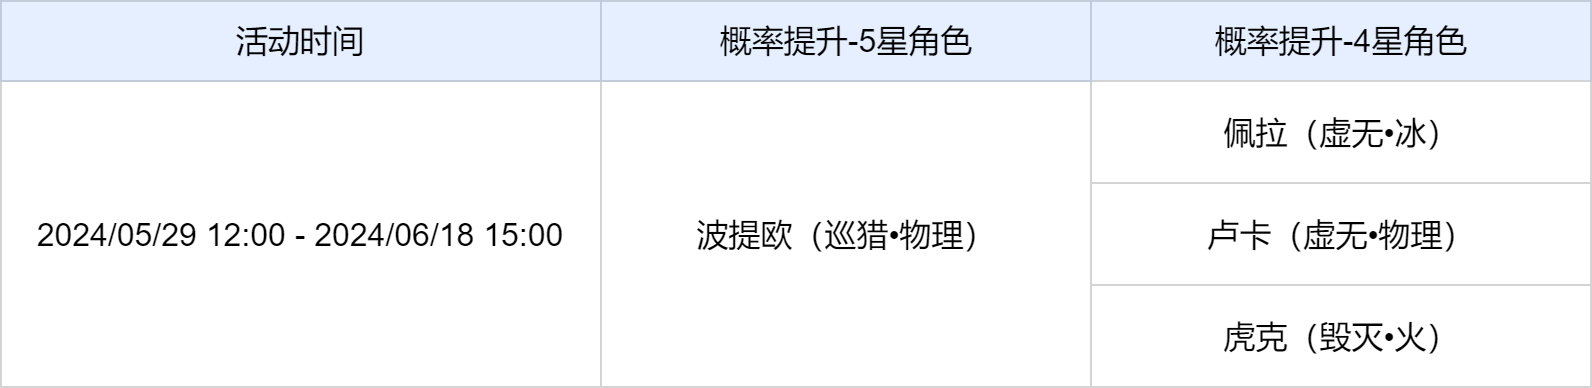 活动时间
概率提升-5星角色
概率提升-4星角色
2024/05/29 12:00 - 2024/06/18 15:00
波提欧（巡猎•物理）
佩拉（虚无•冰）
卢卡（虚无•物理）
虎克（毁灭•火）